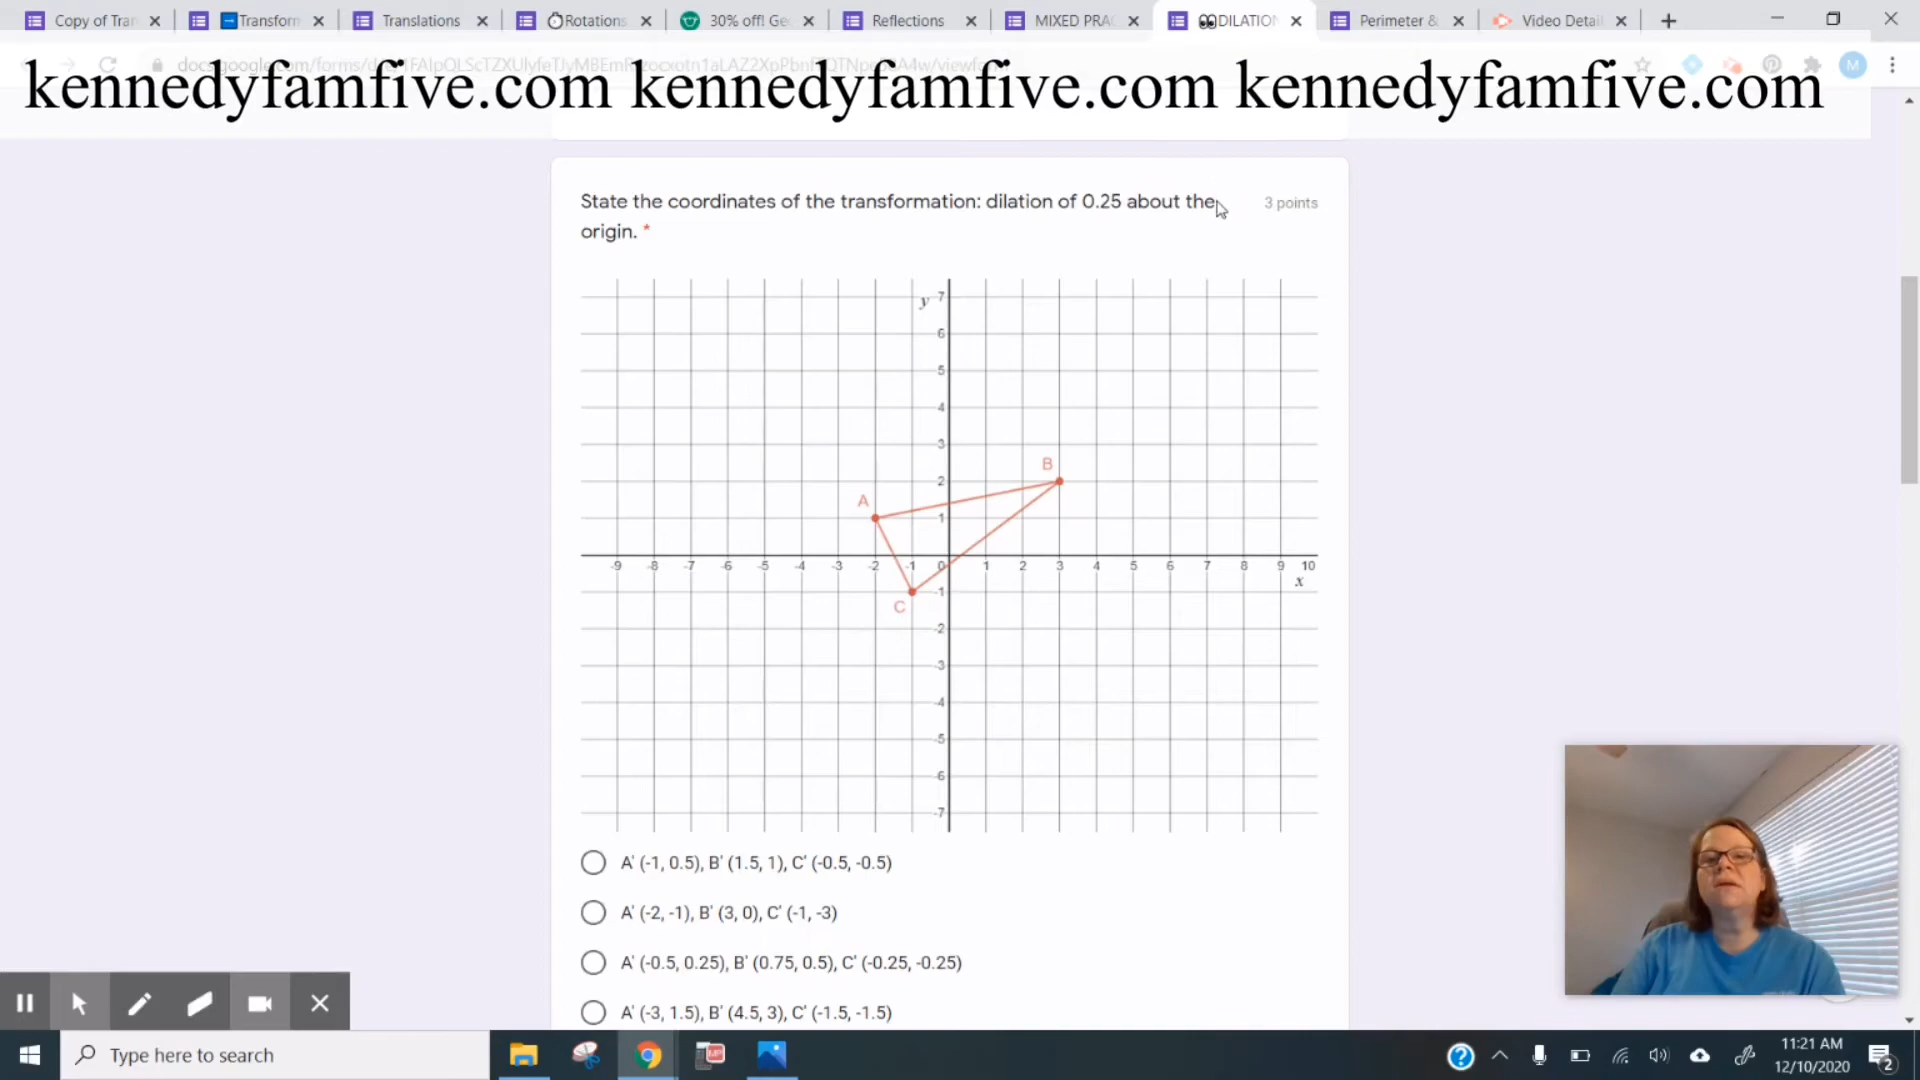 Copy of Tran
Transform
Translations
Rotations
30% off! Geo
Reflections
MIXED PRAC
DILATION
Perimeter &
Video Detail
kennedyfamfive.com kennedyfamfive.com kennedyfamfive.com
M
State the coordinates of the transformation: dilation of 0.25 about the
origin. *
3 points
y 7
6
5
4
3
B
2
A
1
-9 -8 -7 -6 -5 -4 -3 -2 -1 0 1 2 3 4 5 6 7 8 9 10
x
-1
C
-2
-3
-4
-5
-6
-7
A' (-1, 0.5), B' (1.5, 1), C' (-0.5, -0.5)
A' (-2, -1), B' (3, 0), C' (-1, -3)
A' (-0.5, 0.25), B' (0.75, 0.5), C' (-0.25, -0.25)
A' (-3, 1.5), B' (4.5, 3), C' (-1.5, -1.5)
Type here to search
11:21 AM
12/10/2020
2